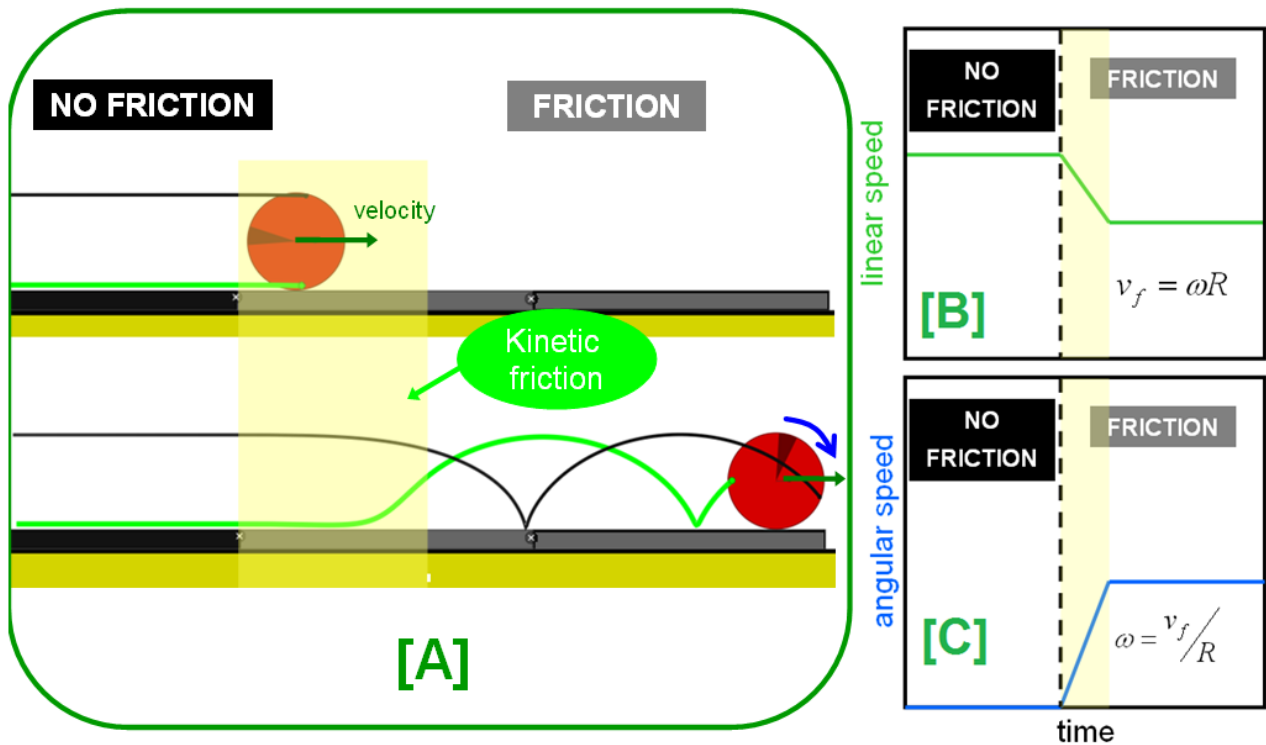 NO FRICTION
FRICTION
velocity
Kinetic
friction
[A]
linear speed
NO
FRICTION
FRICTION
[B]
v_f = ωR
angular speed
NO
FRICTION
FRICTION
[C]
ω = v_f/R
time